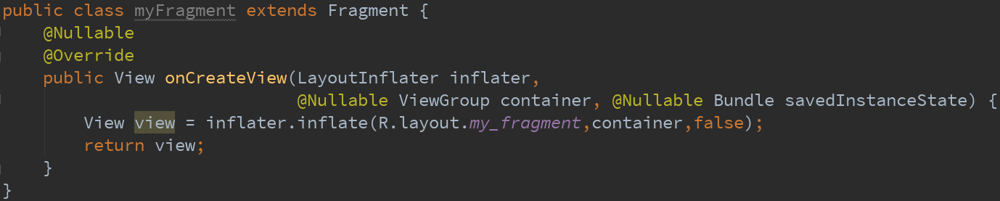 public class myFragment extends Fragment {
    @Nullable
    @Override
    public View onCreateView(LayoutInflater inflater,
                             @Nullable ViewGroup container, @Nullable Bundle savedInstanceState) {
        View view = inflater.inflate(R.layout.my_fragment,container,false);
        return view;
    }
}